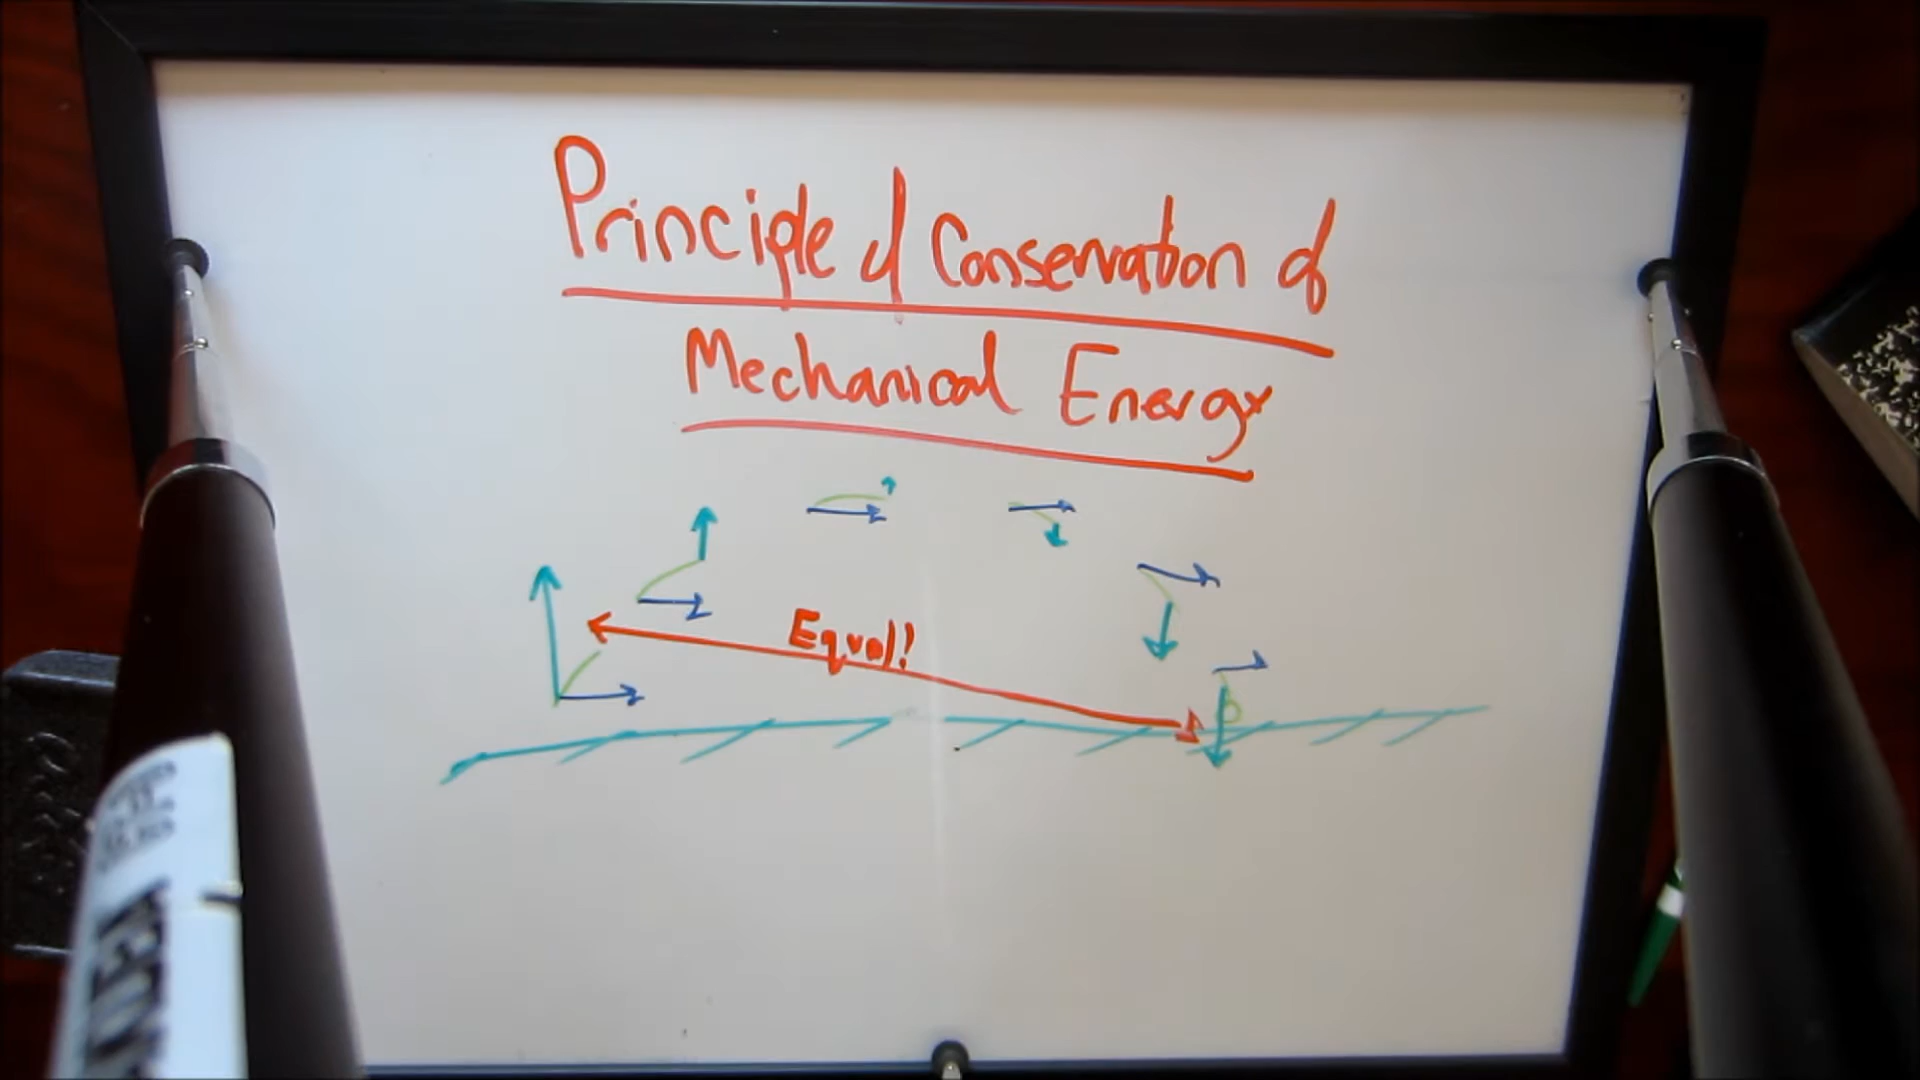 Principle of Conservation of
Mechanical Energy
Equal!